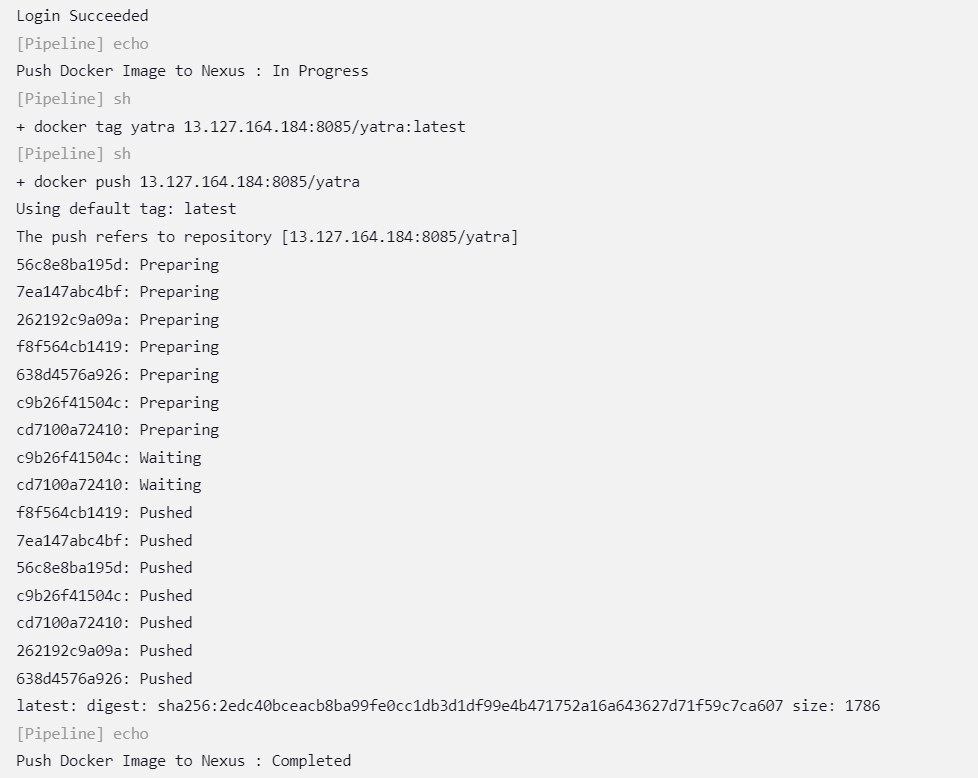 Login Succeeded
[Pipeline] echo
Push Docker Image to Nexus : In Progress
[Pipeline] sh
+ docker tag yatra 13.127.164.184:8085/yatra:latest
[Pipeline] sh
+ docker push 13.127.164.184:8085/yatra
Using default tag: latest
The push refers to repository [13.127.164.184:8085/yatra]
56c8e8ba195d: Preparing
7ea147abc4bf: Preparing
262192c9a09a: Preparing
f8f564cb1419: Preparing
638d4576a926: Preparing
c9b26f41504c: Preparing
cd7100a72410: Preparing
c9b26f41504c: Waiting
cd7100a72410: Waiting
f8f564cb1419: Pushed
7ea147abc4bf: Pushed
56c8e8ba195d: Pushed
c9b26f41504c: Pushed
cd7100a72410: Pushed
262192c9a09a: Pushed
638d4576a926: Pushed
latest: digest: sha256:2edc40bceacb8ba99fe0cc1db3d1df99e4b471752a16a643627d71f59c7ca607 size: 1786
[Pipeline] echo
Push Docker Image to Nexus : Completed